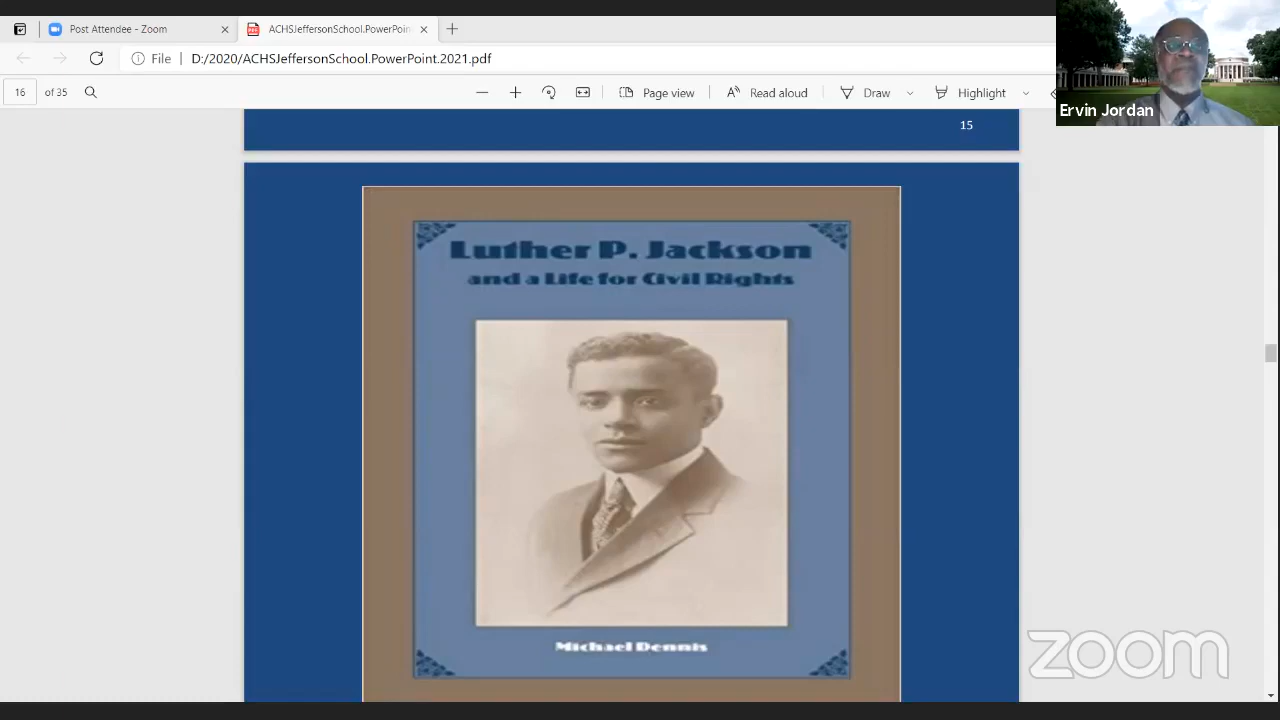 Post Attendee - Zoom
ACHSJeffersonSchool.PowerPoin
File
D:/2020/ACHSJeffersonSchool.PowerPoint.2021.pdf
16 of 35
Page view
Read aloud
Draw
Highlight
Ervin Jordan
15
Luther P. Jackson
and a Life for Civil Rights
Michael Dennis
zoom